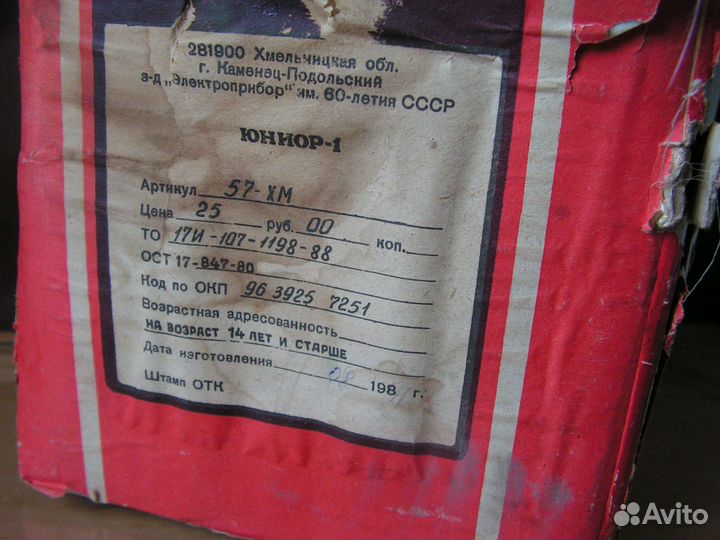 281900 Хмельницкая обл.
г. Каменец-Подольский
з-д „Электроприбор" им. 60-летия СССР
ЮНИОР-1
Артикул 57-ХМ
Цена 25 руб. 00 коп.
ТО 17И-107-1198-88
ОСТ 17-847-80
Код по ОКП 96 3925 7251
Возрастная адресованность
НА ВОЗРАСТ 14 ЛЕТ И СТАРШЕ
Дата изготовления 198 г.
Штамп ОТК
Avito